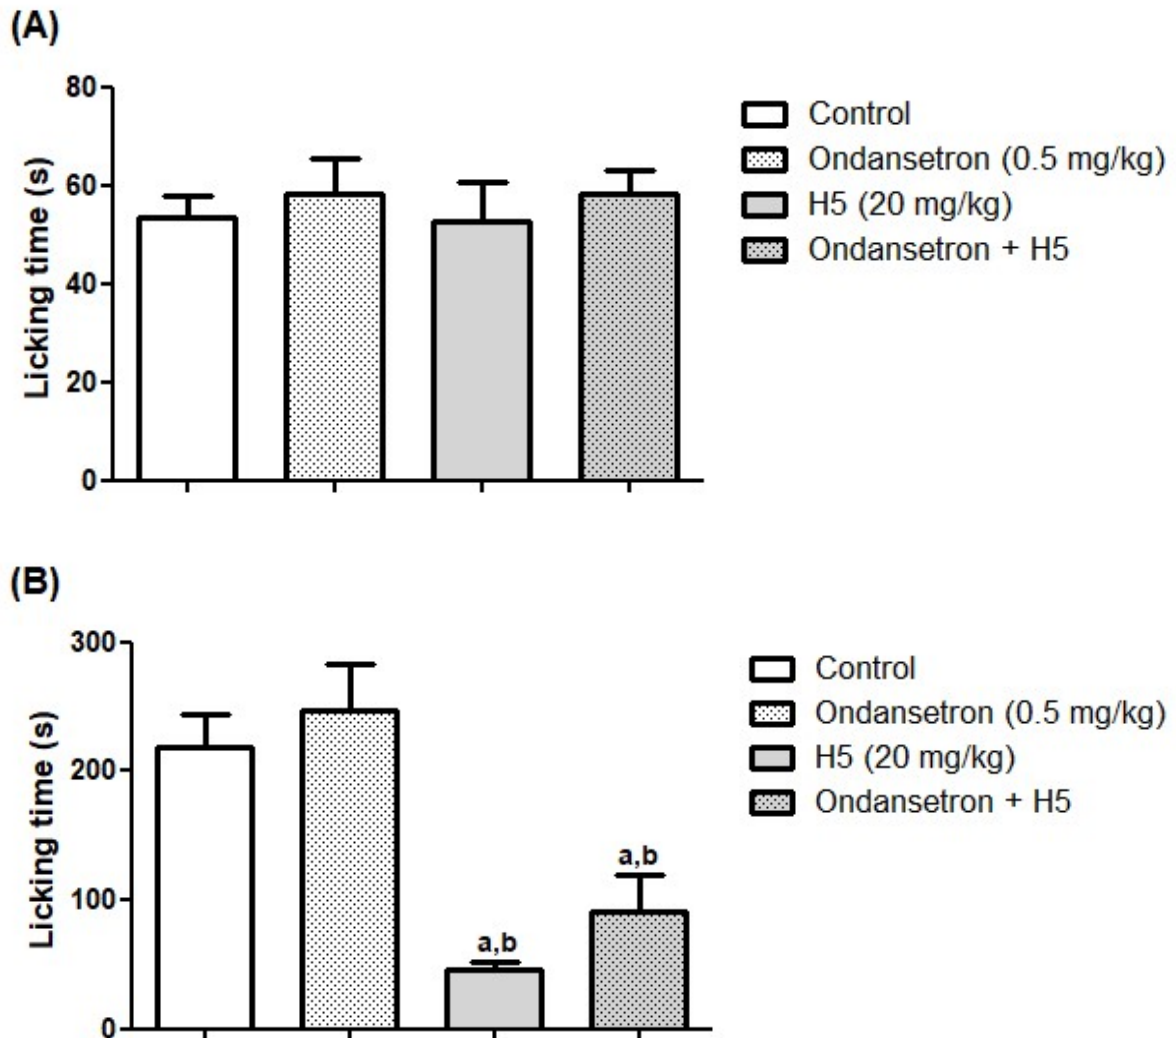 (A)
Licking time (s)
80
60
40
20
0
Control
Ondansetron (0.5 mg/kg)
H5 (20 mg/kg)
Ondansetron + H5
(B)
Licking time (s)
300
200
100
0
a,b
a,b
Control
Ondansetron (0.5 mg/kg)
H5 (20 mg/kg)
Ondansetron + H5